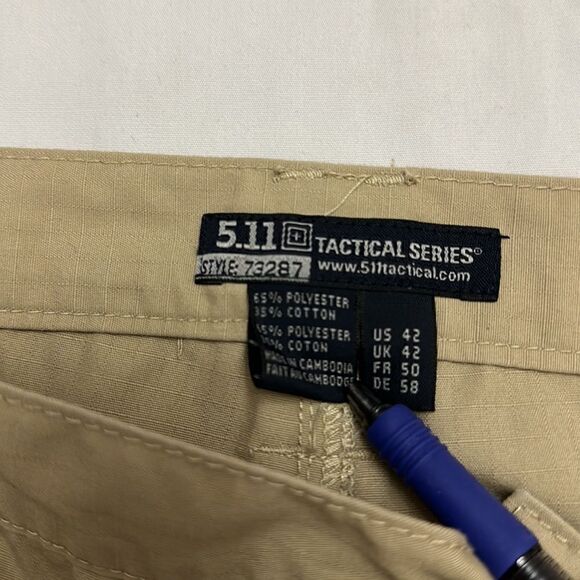 5.11 TACTICAL SERIES®
STYLE: 73287 www.511tactical.com
65% POLYESTER
35% COTTON
65% POLYESTER
COTON
MADE IN CAMBODIA
FAIT AU CAMBODGE
US 42
UK 42
FR 50
DE 58